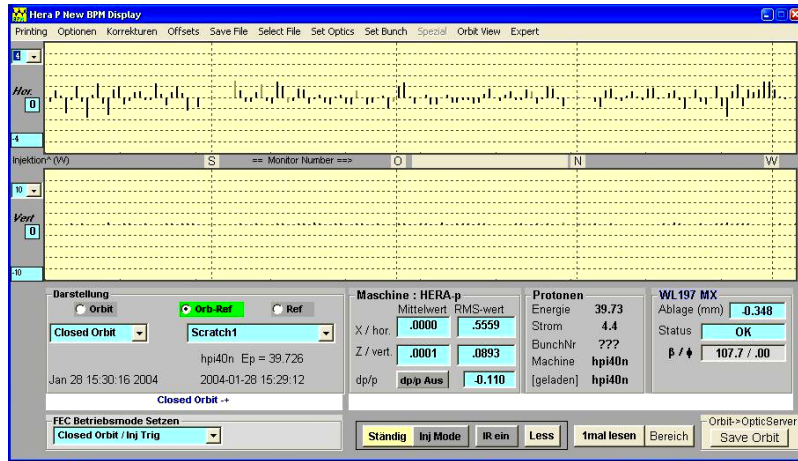 Hera P New BPM Display
Printing Optionen Korrekturen Offsets Save File Select File Set Optics Set Bunch Spezial Orbit View Expert
4
Hor.
0
-4
Injektion^ (W) S == Monitor Number ==> O N W
10
Vert
0
-10
Darstellung
Orbit Orb-Ref Ref
Closed Orbit Scratch1
hpi40n Ep = 39.726
Jan 28 15:30:16 2004 2004-01-28 15:29:12
Closed Orbit -+
Maschine : HERA-p
Mittelwert RMS-wert
X / hor. .0000 .5559
Z / vert. .0001 .0893
dp/p dp/p Aus -0.110
Protonen
Energie 39.73
Strom 4.4
BunchNr ???
Machine hpi40n
[geladen] hpi40n
WL197 MX
Ablage (mm) -0.348
Status OK
β / ϕ 107.7 / .00
FEC Betriebsmode Setzen
Closed Orbit / Inj Trig
Ständig Inj Mode IR ein Less 1mal lesen Bereich
Orbit->OpticServer
Save Orbit